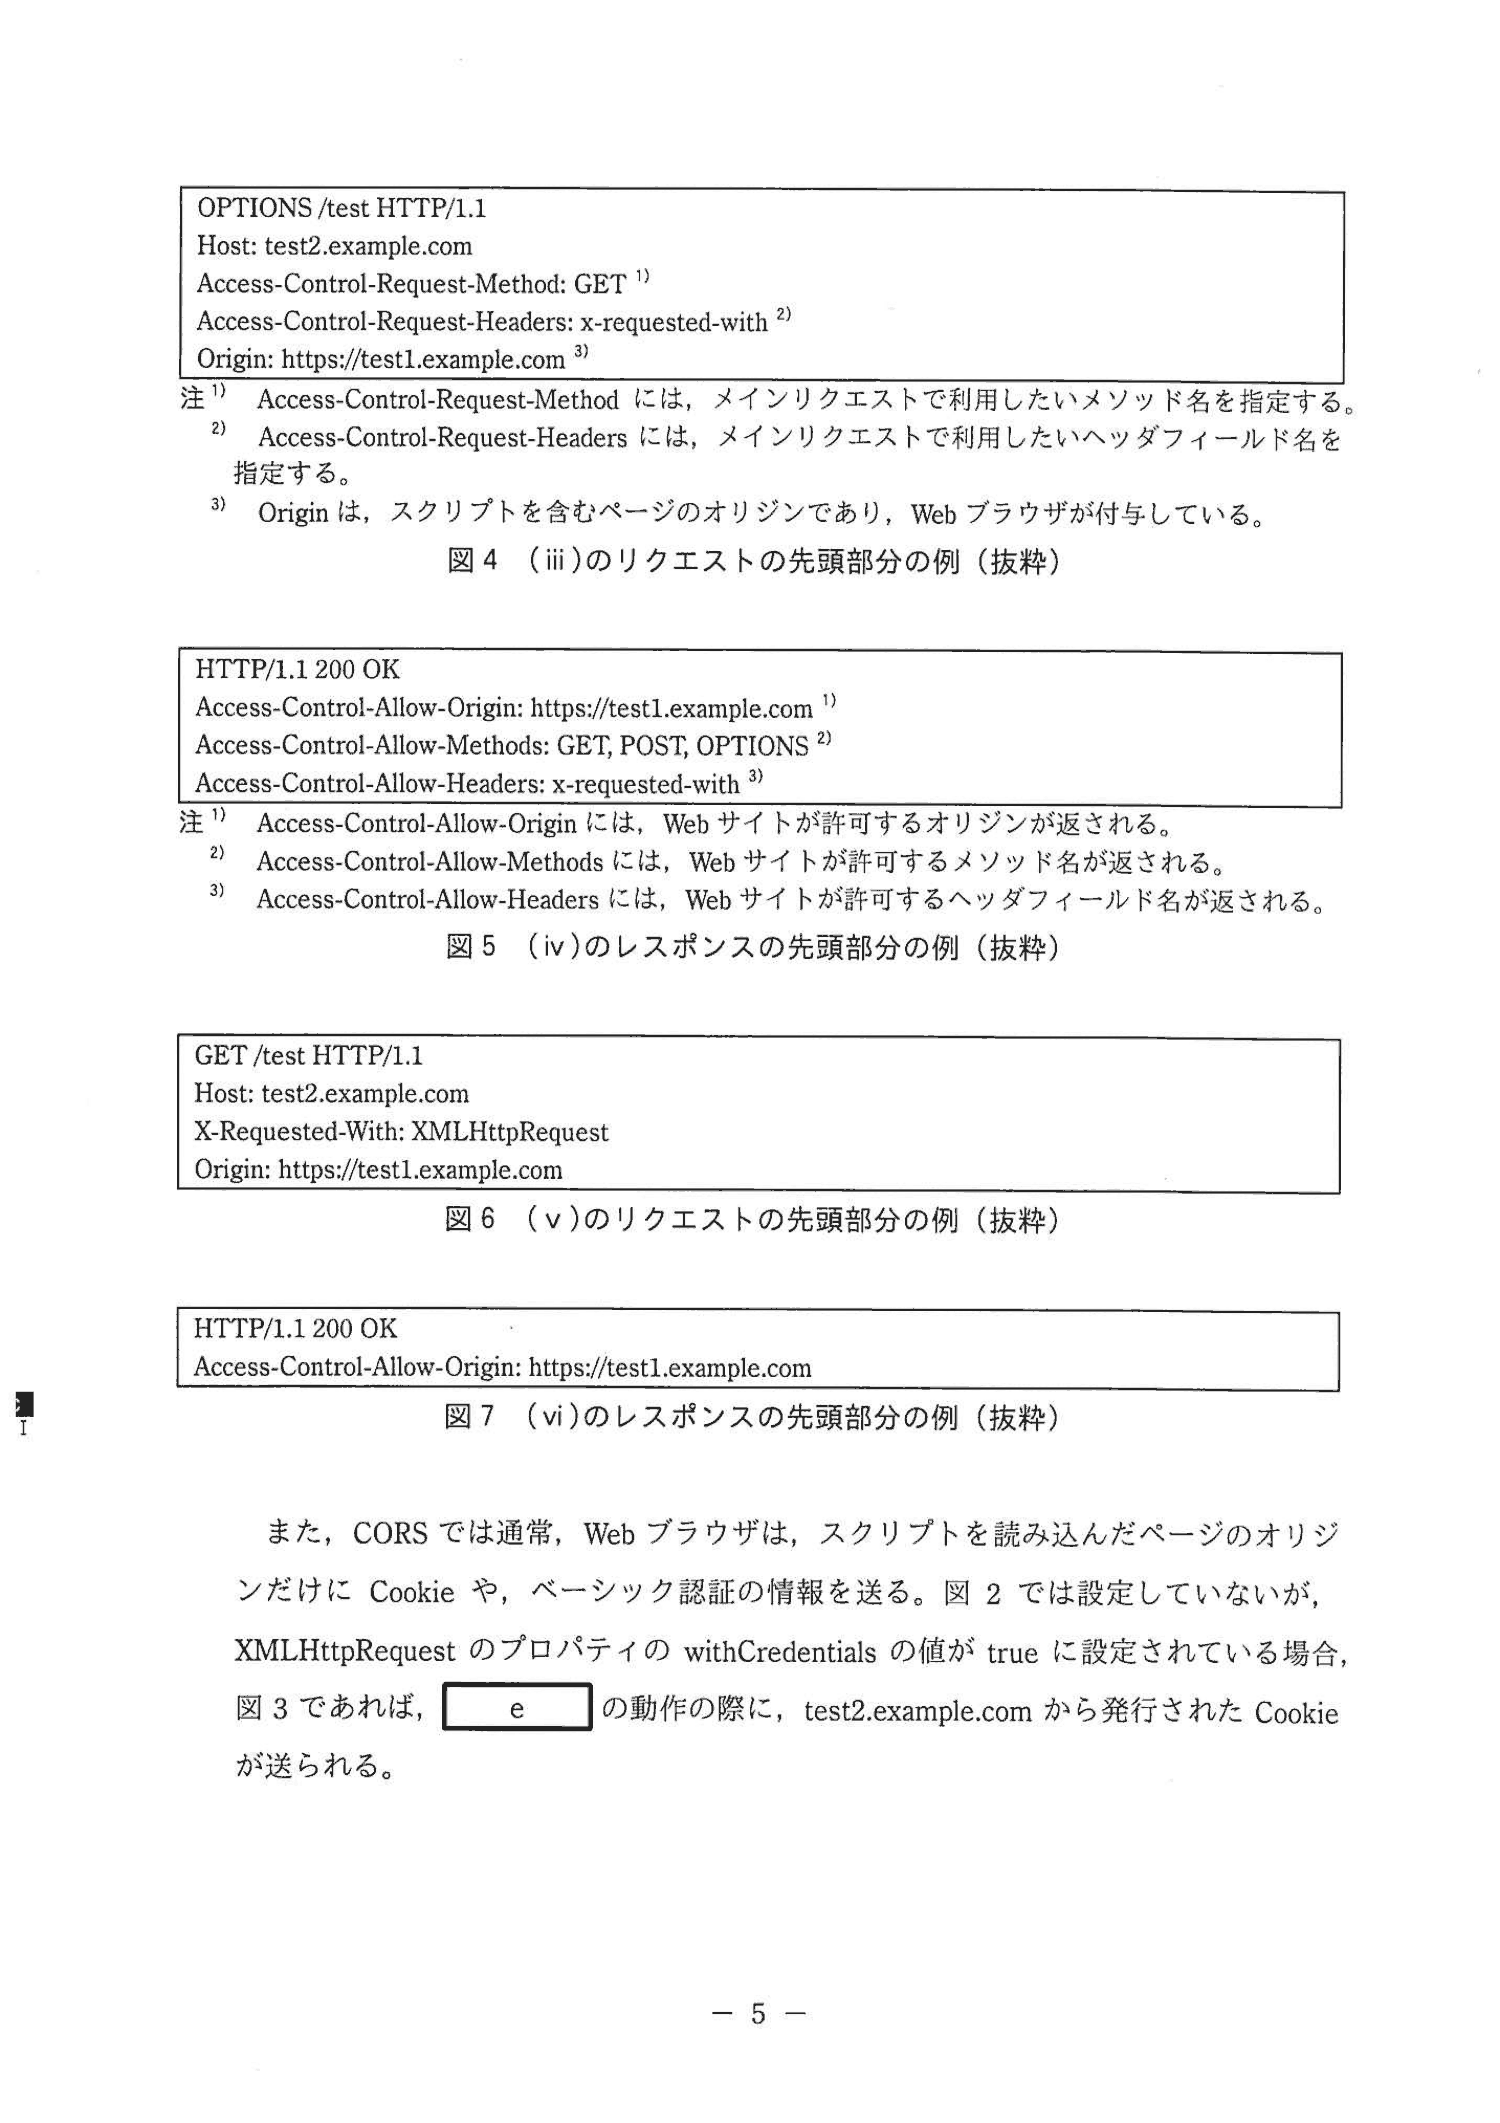 OPTIONS /test HTTP/1.1
Host: test2.example.com
Access-Control-Request-Method: GET 1)
Access-Control-Request-Headers: x-requested-with 2)
Origin: https://test1.example.com 3)
注1) Access-Control-Request-Method には，メインリクエストで利用したいメソッド名を指定する。
2) Access-Control-Request-Headers には，メインリクエストで利用したいヘッダフィールド名を
指定する。
3) Origin は，スクリプトを含むページのオリジンであり，Web ブラウザが付与している。
図4 （ⅲ）のリクエストの先頭部分の例（抜粋）
HTTP/1.1 200 OK
Access-Control-Allow-Origin: https://test1.example.com 1)
Access-Control-Allow-Methods: GET, POST, OPTIONS 2)
Access-Control-Allow-Headers: x-requested-with 3)
注1) Access-Control-Allow-Origin には，Web サイトが許可するオリジンが返される。
2) Access-Control-Allow-Methods には，Web サイトが許可するメソッド名が返される。
3) Access-Control-Allow-Headers には，Web サイトが許可するヘッダフィールド名が返される。
図5 （ⅳ）のレスポンスの先頭部分の例（抜粋）
GET /test HTTP/1.1
Host: test2.example.com
X-Requested-With: XMLHttpRequest
Origin: https://test1.example.com
図6 （ⅴ）のリクエストの先頭部分の例（抜粋）
HTTP/1.1 200 OK
Access-Control-Allow-Origin: https://test1.example.com
図7 （ⅵ）のレスポンスの先頭部分の例（抜粋）
また，CORS では通常，Web ブラウザは，スクリプトを読み込んだページのオリジ
ンだけに Cookie や，ベーシック認証の情報を送る。図 2 では設定していないが，
XMLHttpRequest のプロパティの withCredentials の値が true に設定されている場合，
図 3 であれば， e の動作の際に，test2.example.com から発行された Cookie
が送られる。
－ 5 －